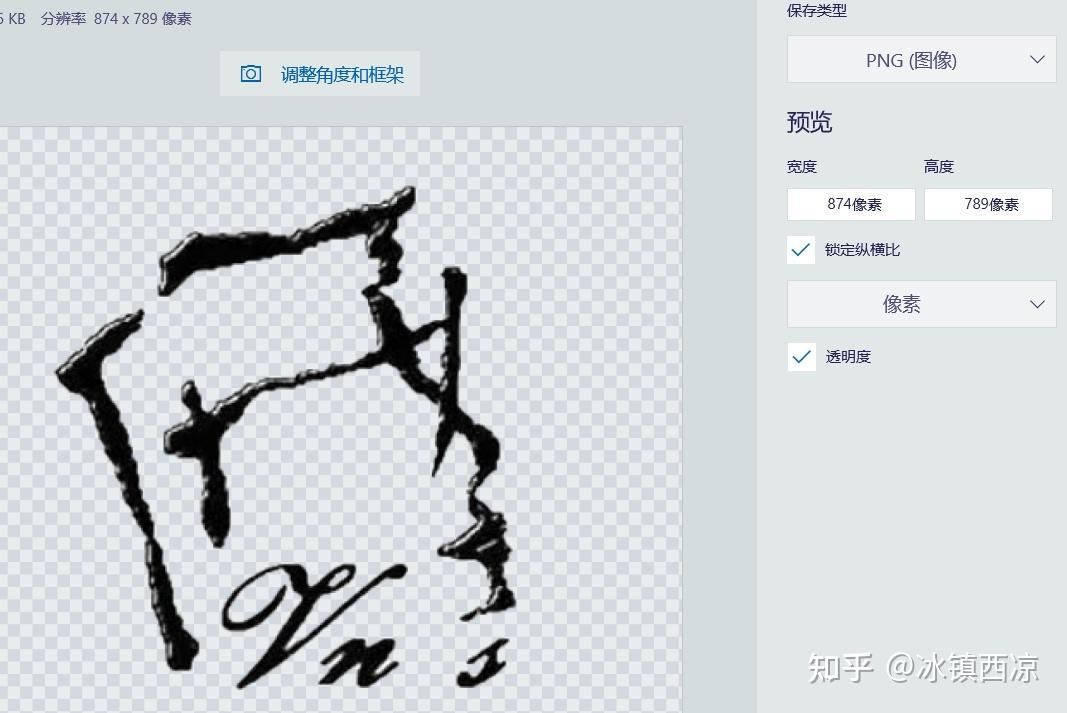 5 KB 分辨率 874 x 789 像素
调整角度和框架
Vn s
保存类型
PNG (图像)
预览
宽度 高度
874像素 789像素
锁定纵横比
像素
透明度
知乎 @冰镇西凉